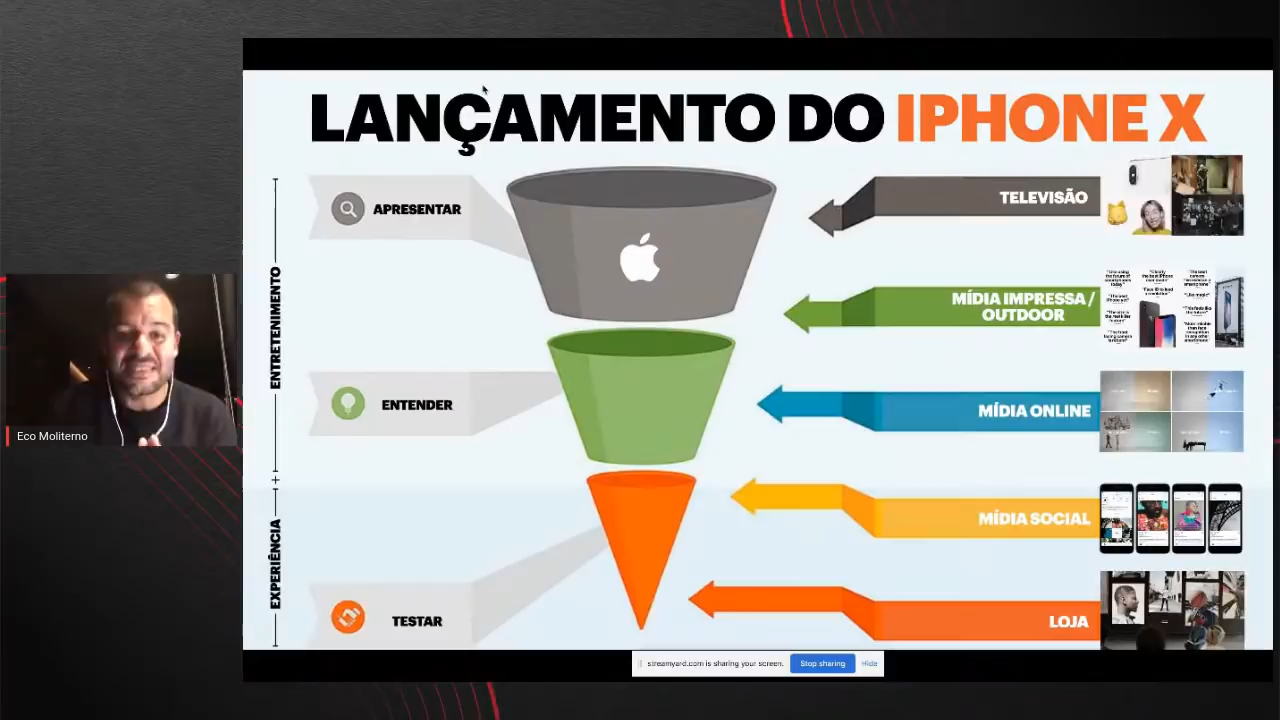 LANÇAMENTO DO IPHONE X
APRESENTAR
TELEVISÃO
ENTRETENIMENTO
MÍDIA IMPRESSA /
OUTDOOR
ENTENDER
MÍDIA ONLINE
Eco Moliterno
+
MÍDIA SOCIAL
EXPERIÊNCIA
TESTAR
LOJA
streamyard.com is sharing your screen.
Stop sharing
Hide